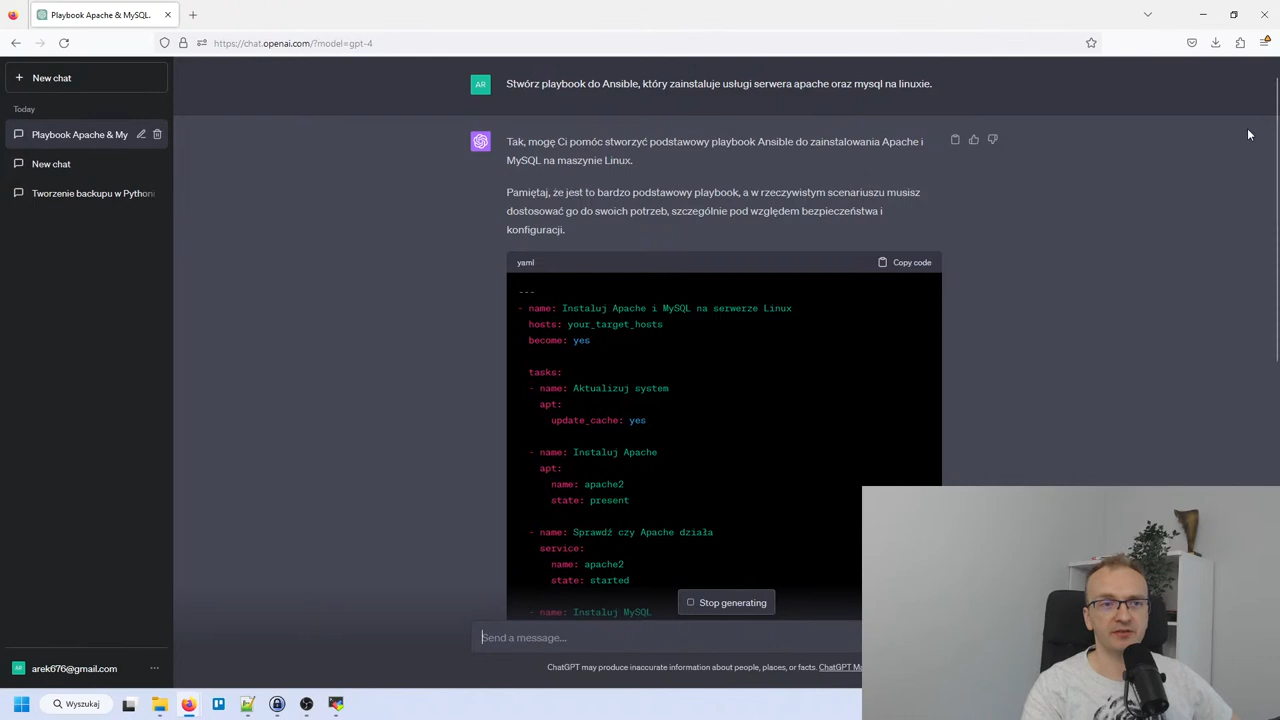 Playbook Apache & MySQL.
https://chat.openai.com/?model=gpt-4
+ New chat
Today
Playbook Apache & My
New chat
Tworzenie backupu w Pythoni
AR
Stwórz playbook do Ansible, który zainstaluje usługi serwera apache oraz mysql na linuxie.
Tak, mogę Ci pomóc stworzyć podstawowy playbook Ansible do zainstalowania Apache i
MySQL na maszynie Linux.
Pamiętaj, że jest to bardzo podstawowy playbook, a w rzeczywistym scenariuszu musisz
dostosować go do swoich potrzeb, szczególnie pod względem bezpieczeństwa i
konfiguracji.
yaml
Copy code
---
- name: Instaluj Apache i MySQL na serwerze Linux
hosts: your_target_hosts
become: yes
tasks:
- name: Aktualizuj system
apt:
update_cache: yes
- name: Instaluj Apache
apt:
name: apache2
state: present
- name: Sprawdź czy Apache działa
service:
name: apache2
state: started
- name: Instaluj MySQL
Stop generating
Send a message...
ChatGPT may produce inaccurate information about people, places, or facts. ChatGPT Ma
AR
arek676@gmail.com
Wyszukaj